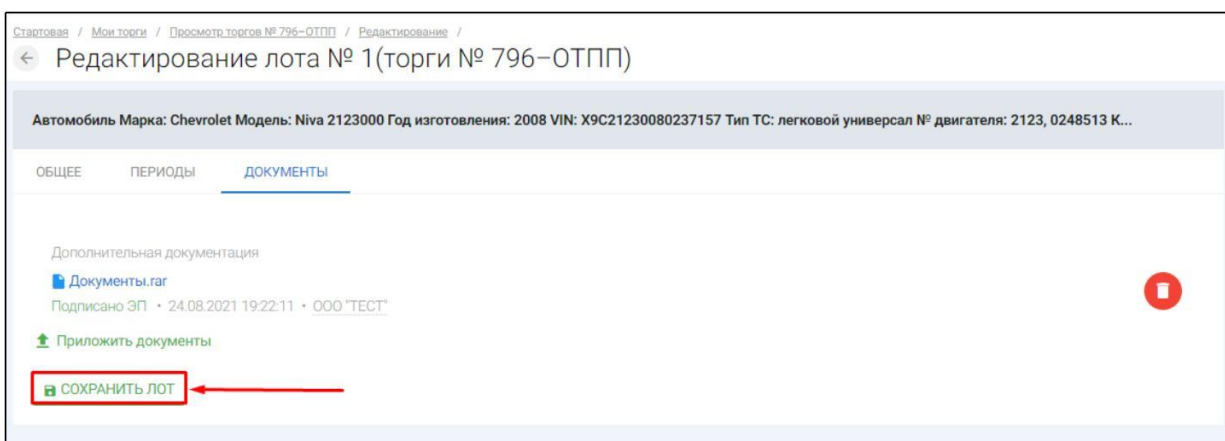 Стартовая / Мои торги / Просмотр торгов № 796–ОТПП / Редактирование /
Редактирование лота № 1(торги № 796–ОТПП)
Автомобиль Марка: Chevrolet Модель: Niva 2123000 Год изготовления: 2008 VIN: X9C21230080237157 Тип ТС: легковой универсал № двигателя: 2123, 0248513 К...
ОБЩЕЕ ПЕРИОДЫ ДОКУМЕНТЫ
Дополнительная документация
Документы.rar
Подписано ЭП • 24.08.2021 19:22:11 • ООО "ТЕСТ"
Приложить документы
СОХРАНИТЬ ЛОТ